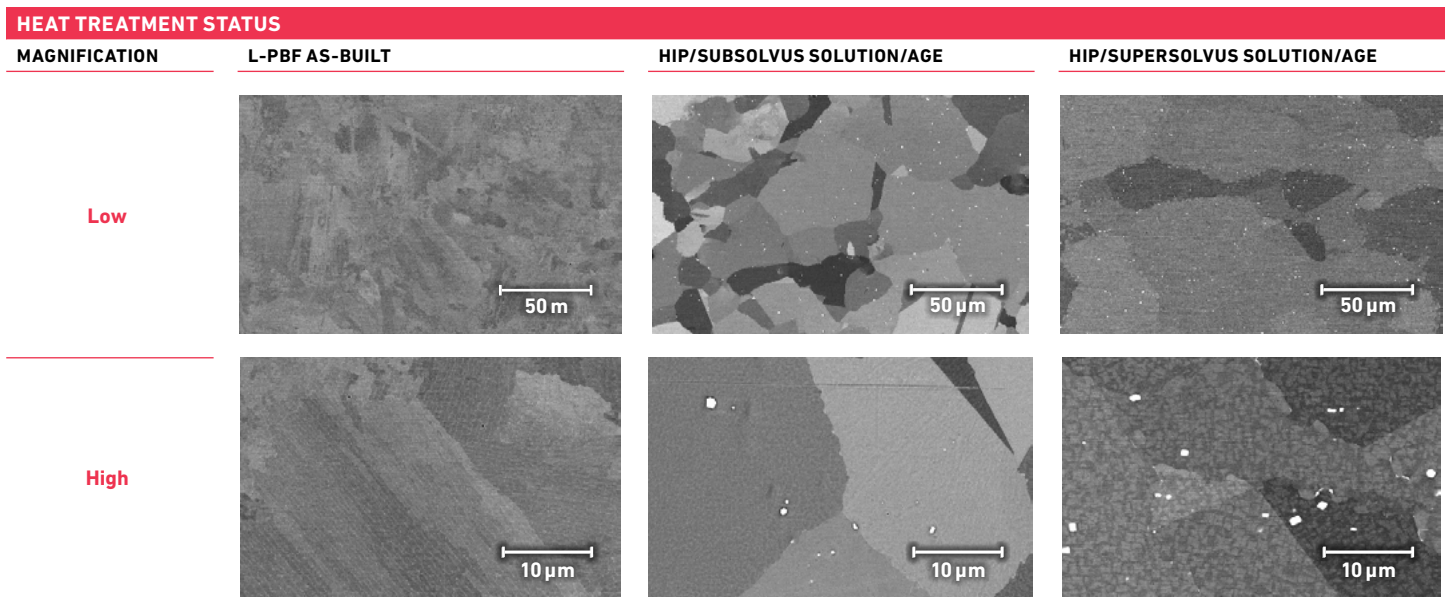 HEAT TREATMENT STATUS
MAGNIFICATION L-PBF AS-BUILT HIP/SUBSOLVUS SOLUTION/AGE HIP/SUPERSOLVUS SOLUTION/AGE
Low
50 m 50 µm 50 µm
High
10 µm 10 µm 10 µm